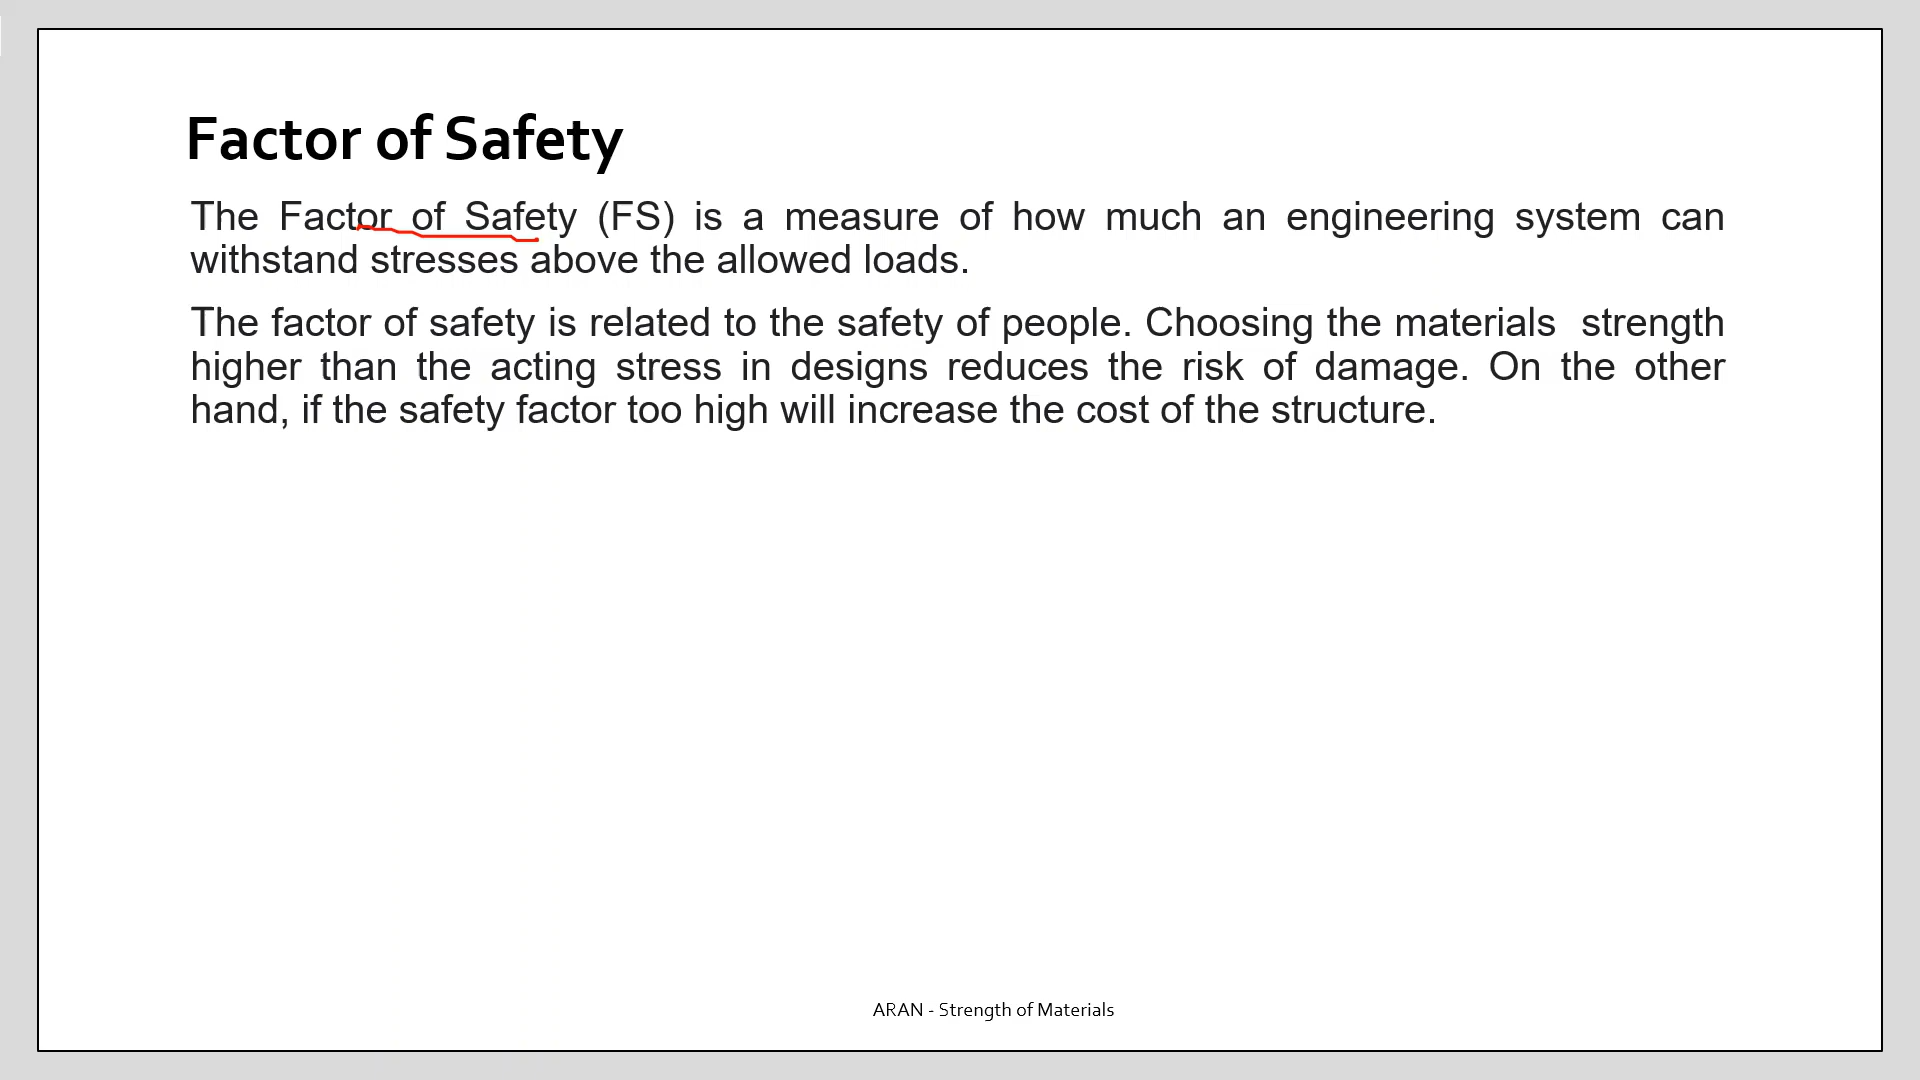 Factor of Safety
The Factor of Safety (FS) is a measure of how much an engineering system can
withstand stresses above the allowed loads.
The factor of safety is related to the safety of people. Choosing the materials  strength
higher than the acting stress in designs reduces the risk of damage. On the other
hand, if the safety factor too high will increase the cost of the structure.
ARAN - Strength of Materials